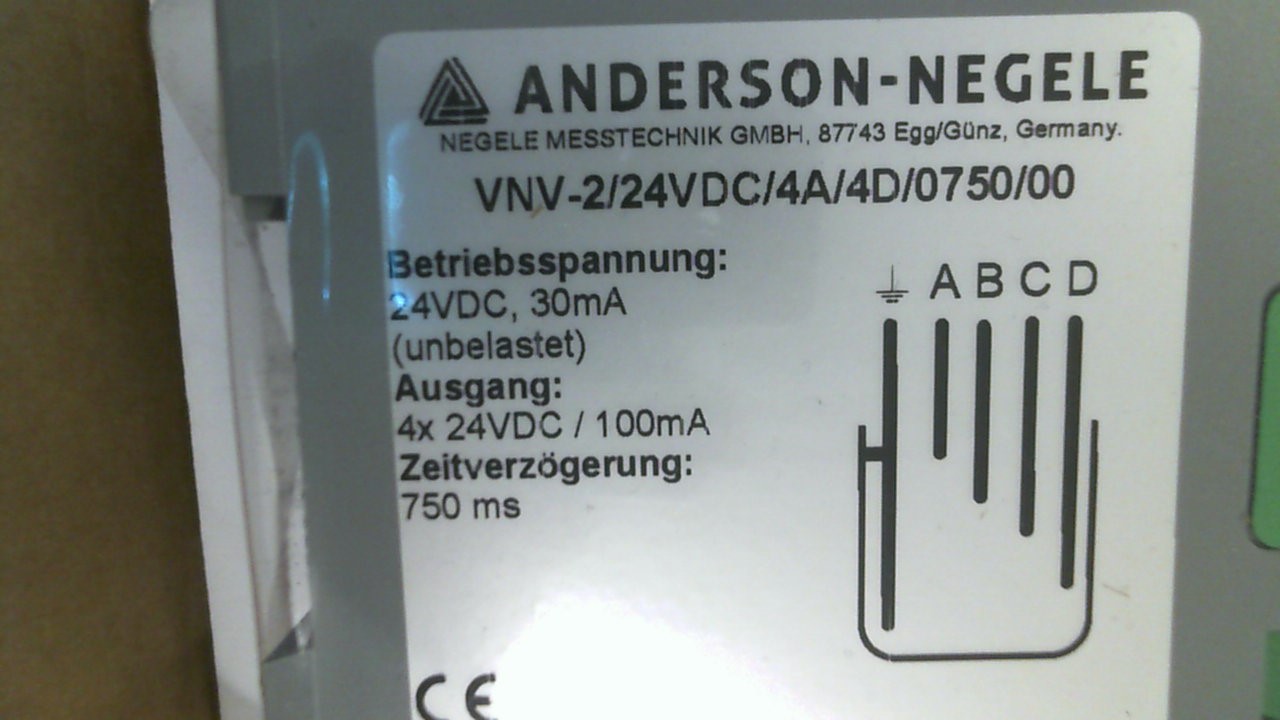 ANDERSON-NEGELE
NEGELE MESSTECHNIK GMBH, 87743 Egg/Günz, Germany.
VNV-2/24VDC/4A/4D/0750/00
Betriebsspannung:
24VDC, 30mA
(unbelastet)
Ausgang:
4x 24VDC / 100mA
Zeitverzögerung:
750 ms
A B C D
CE